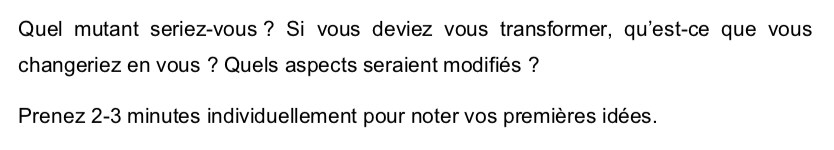 Quel mutant seriez-vous ? Si vous deviez vous transformer, qu’est-ce que vous
changeriez en vous ? Quels aspects seraient modifiés ?
Prenez 2-3 minutes individuellement pour noter vos premières idées.